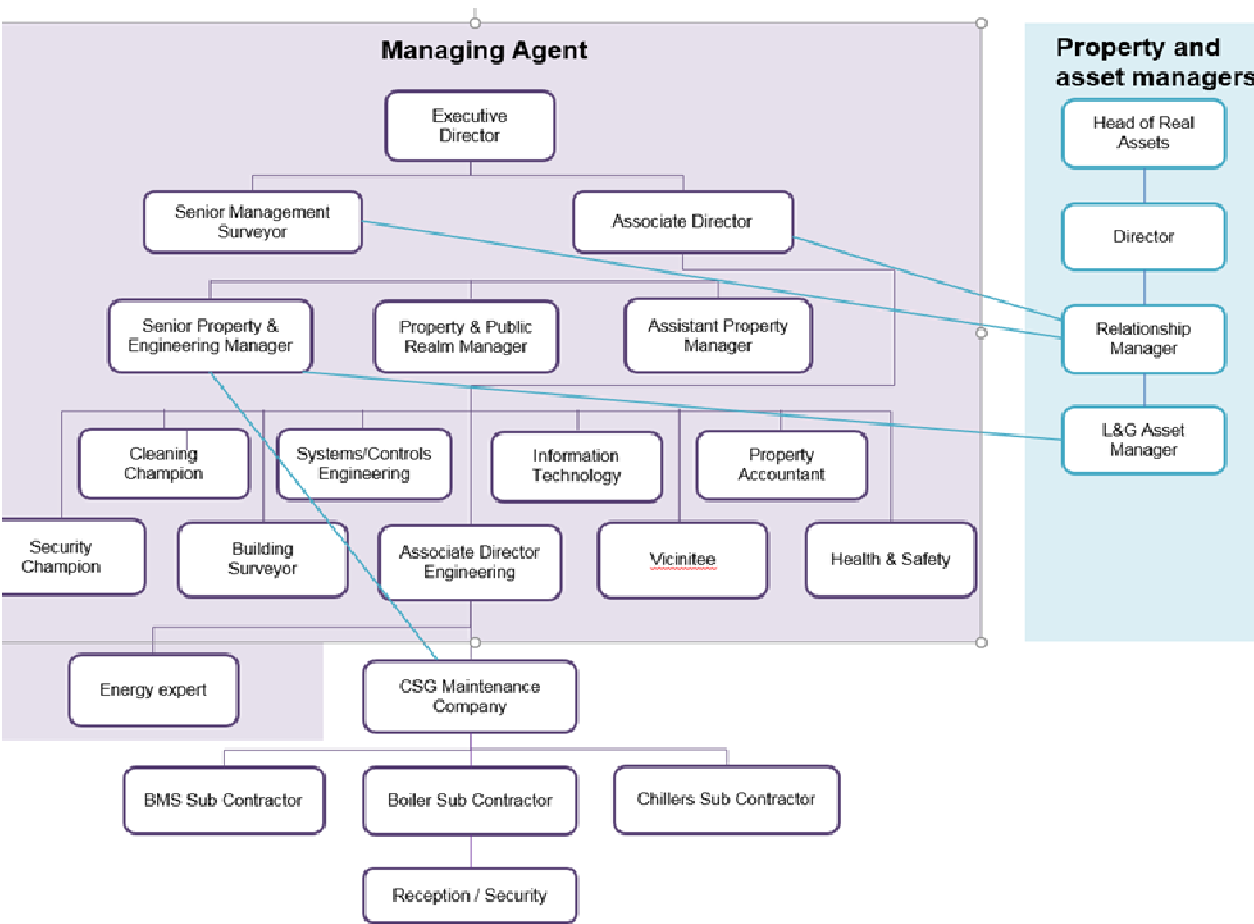 Managing Agent
Property and
asset managers
Executive
Director
Head of Real
Assets
Senior Management
Surveyor
Associate Director
Director
Senior Property &
Engineering Manager
Property & Public
Realm Manager
Assistant Property
Manager
Relationship
Manager
L&G Asset
Manager
Cleaning
Champion
Systems/Controls
Engineering
Information
Technology
Property
Accountant
Security
Champion
Building
Surveyor
Associate Director
Engineering
Vicinitee
Health & Safety
Energy expert
CSG Maintenance
Company
BMS Sub Contractor
Boiler Sub Contractor
Chillers Sub Contractor
Reception / Security